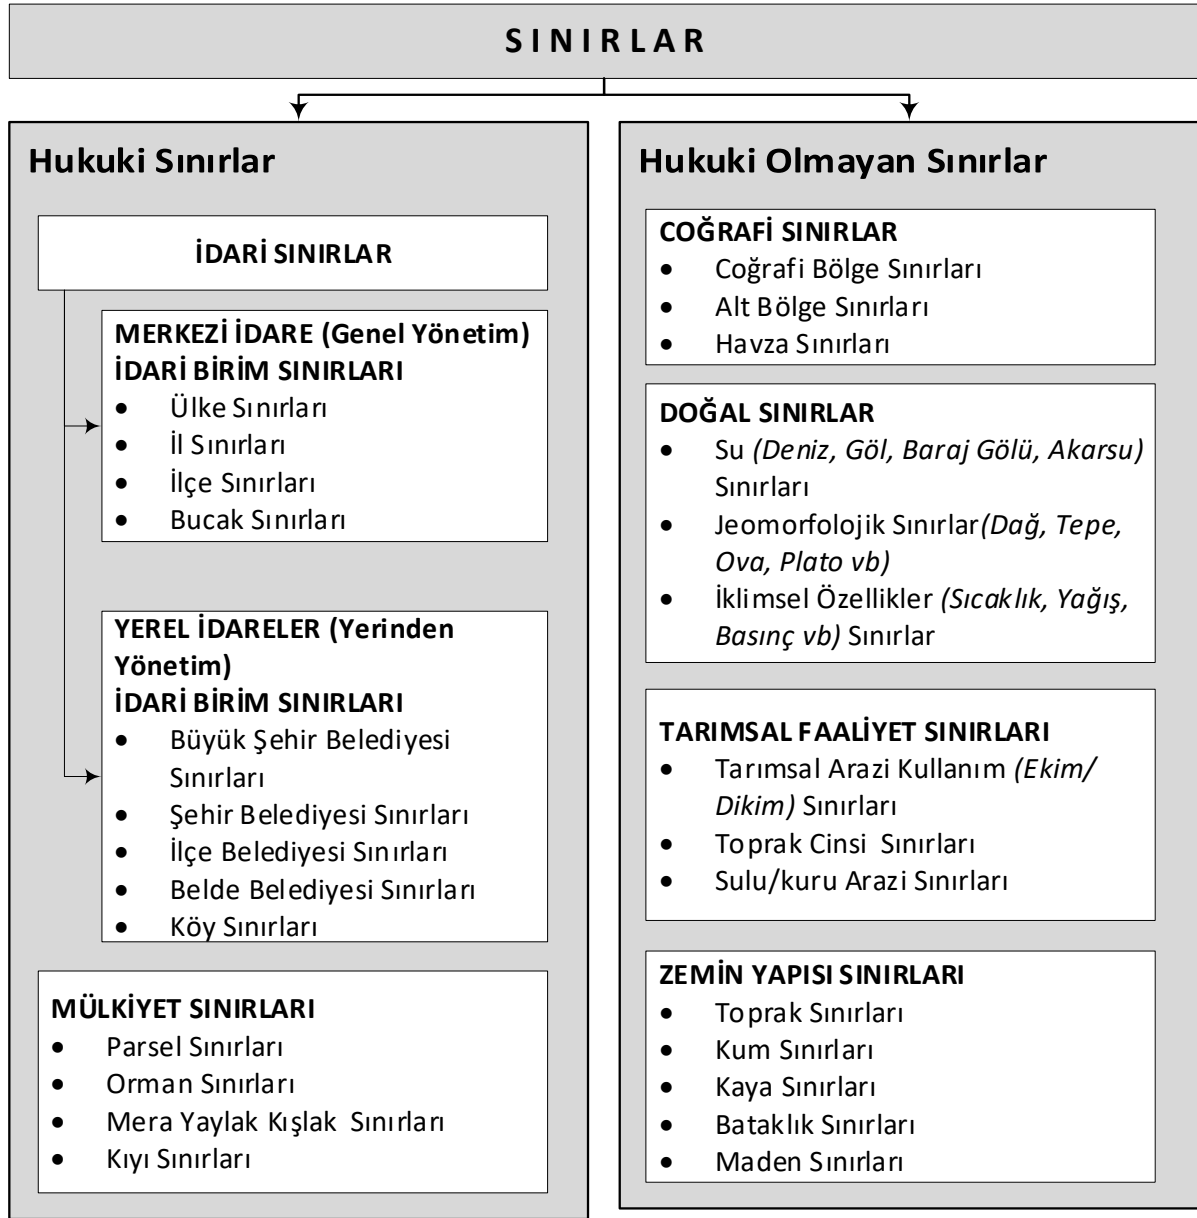 SINIRLAR
Hukuki Sınırlar
İDARİ SINIRLAR
MERKEZİ İDARE (Genel Yönetim)
İDARİ BİRİM SINIRLARI
• Ülke Sınırları
• İl Sınırları
• İlçe Sınırları
• Bucak Sınırları
YEREL İDARELER (Yerinden
Yönetim)
İDARİ BİRİM SINIRLARI
• Büyük Şehir Belediyesi
Sınırları
• Şehir Belediyesi Sınırları
• İlçe Belediyesi Sınırları
• Belde Belediyesi Sınırları
• Köy Sınırları
MÜLKİYET SINIRLARI
• Parsel Sınırları
• Orman Sınırları
• Mera Yaylak Kışlak Sınırları
• Kıyı Sınırları
Hukuki Olmayan Sınırlar
COĞRAFİ SINIRLAR
• Coğrafi Bölge Sınırları
• Alt Bölge Sınırları
• Havza Sınırları
DOĞAL SINIRLAR
• Su (Deniz, Göl, Baraj Gölü, Akarsu)
Sınırları
• Jeomorfolojik Sınırlar(Dağ, Tepe,
Ova, Plato vb)
• İklimsel Özellikler (Sıcaklık, Yağış,
Basınç vb) Sınırlar
TARIMSAL FAALİYET SINIRLARI
• Tarımsal Arazi Kullanım (Ekim/
Dikim) Sınırları
• Toprak Cinsi Sınırları
• Sulu/kuru Arazi Sınırları
ZEMİN YAPISI SINIRLARI
• Toprak Sınırları
• Kum Sınırları
• Kaya Sınırları
• Bataklık Sınırları
• Maden Sınırları